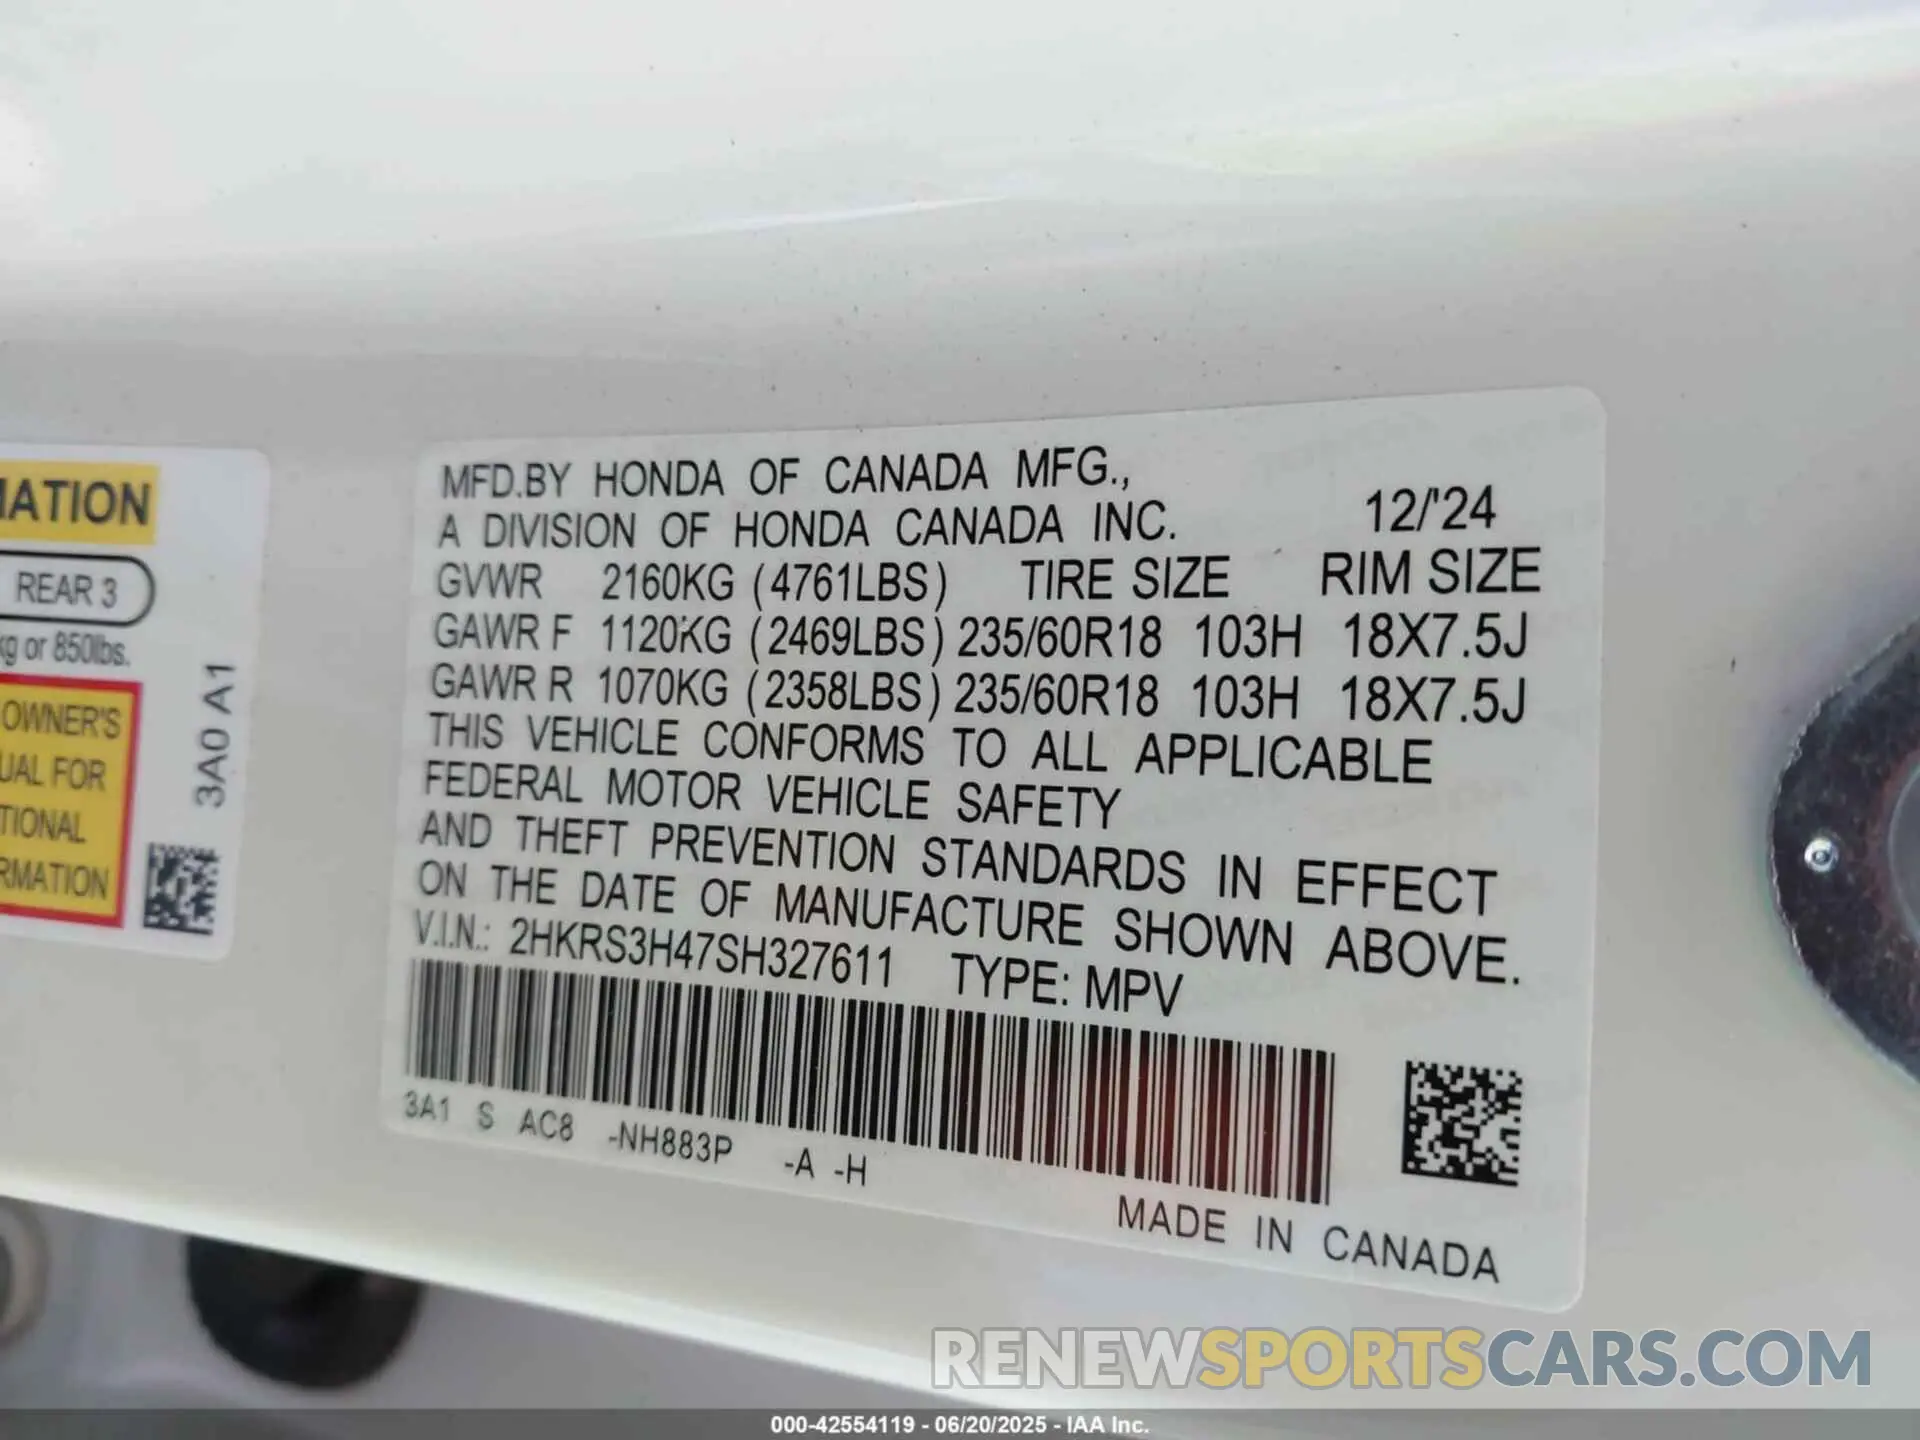 MATION
REAR 3
kg or 850lbs.
OWNER'S
UAL FOR
TIONAL
RMATION
3A0 A1
MFD.BY HONDA OF CANADA MFG.,
A DIVISION OF HONDA CANADA INC. 12/'24
GVWR 2160KG (4761LBS) TIRE SIZE RIM SIZE
GAWR F 1120KG (2469LBS) 235/60R18 103H 18X7.5J
GAWR R 1070KG (2358LBS) 235/60R18 103H 18X7.5J
THIS VEHICLE CONFORMS TO ALL APPLICABLE
FEDERAL MOTOR VEHICLE SAFETY
AND THEFT PREVENTION STANDARDS IN EFFECT
ON THE DATE OF MANUFACTURE SHOWN ABOVE.
V.I.N.: 2HKRS3H47SH327611 TYPE: MPV
3A1 S AC8 -NH883P -A -H
MADE IN CANADA
RENEWSPORTSCARS.COM
000-42554119 - 06/20/2025 - IAA Inc.